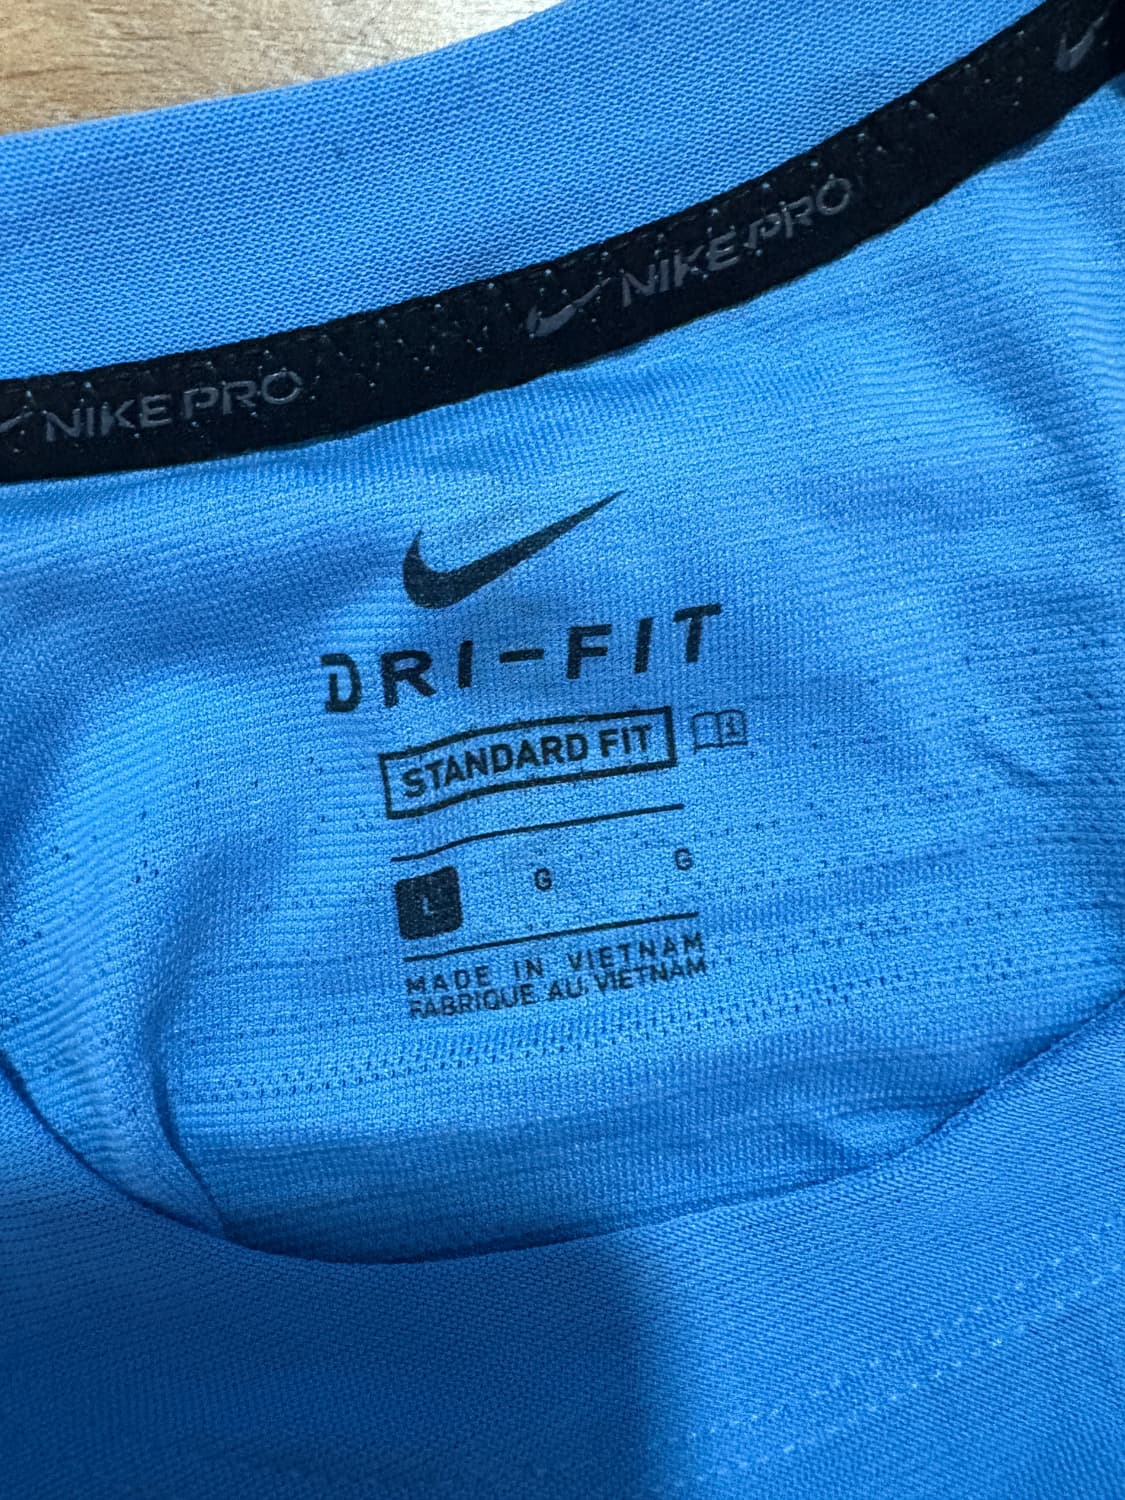 NIKE PRO
NIKE PRO
DRI-FIT
STANDARD FIT
L G G
MADE IN VIETNAM
FABRIQUE AU VIETNAM